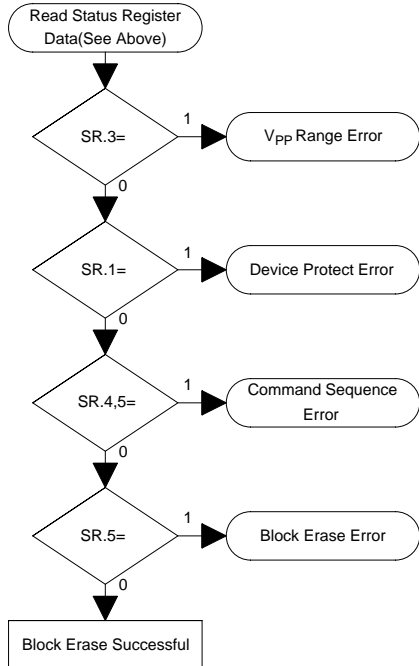 Read Status Register
Data(See Above)
SR.3=
1
VPP Range Error
0
SR.1=
1
Device Protect Error
0
SR.4,5=
1
Command Sequence
Error
0
SR.5=
1
Block Erase Error
0
Block Erase Successful